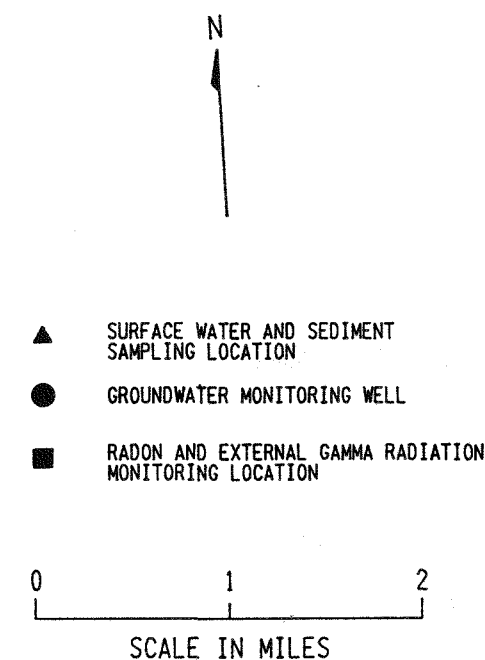 N
SURFACE WATER AND SEDIMENT
SAMPLING LOCATION
GROUNDWATER MONITORING WELL
RADON AND EXTERNAL GAMMA RADIATION
MONITORING LOCATION
0 1 2
SCALE IN MILES